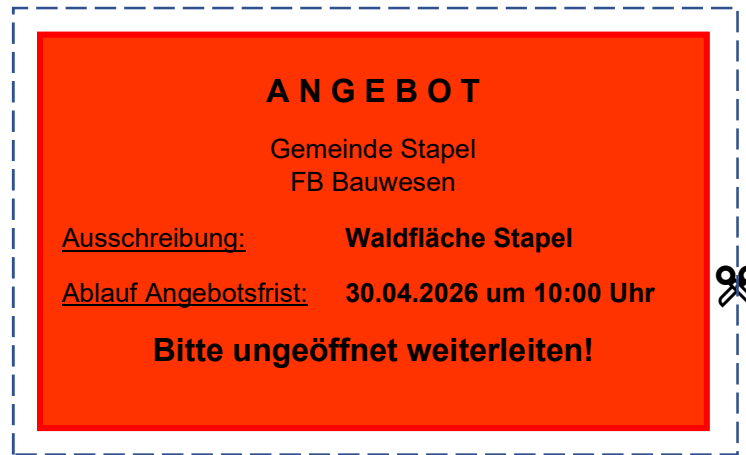 A N G E B O T
Gemeinde Stapel
FB Bauwesen
Ausschreibung: Waldfläche Stapel
Ablauf Angebotsfrist: 30.04.2026 um 10:00 Uhr
Bitte ungeöffnet weiterleiten!